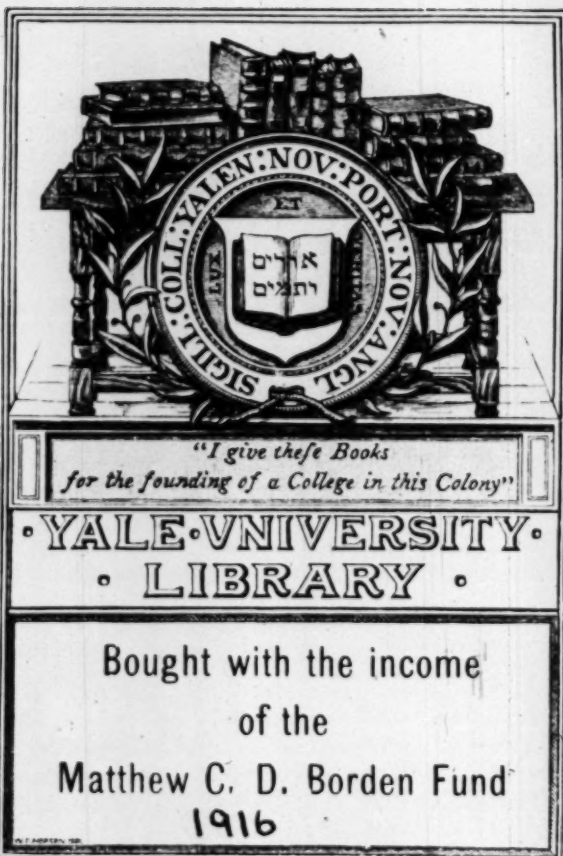 SIGILL: COLL: YALEN: NOV: PORT: NOV: ANGL
LUX
ET
אורים
ותמים
"I give theſe Books
for the founding of a College in this Colony"
·YALE·VNIVERSITY·
· LIBRARY ·
Bought with the income
of the
Matthew C. D. Borden Fund
1916